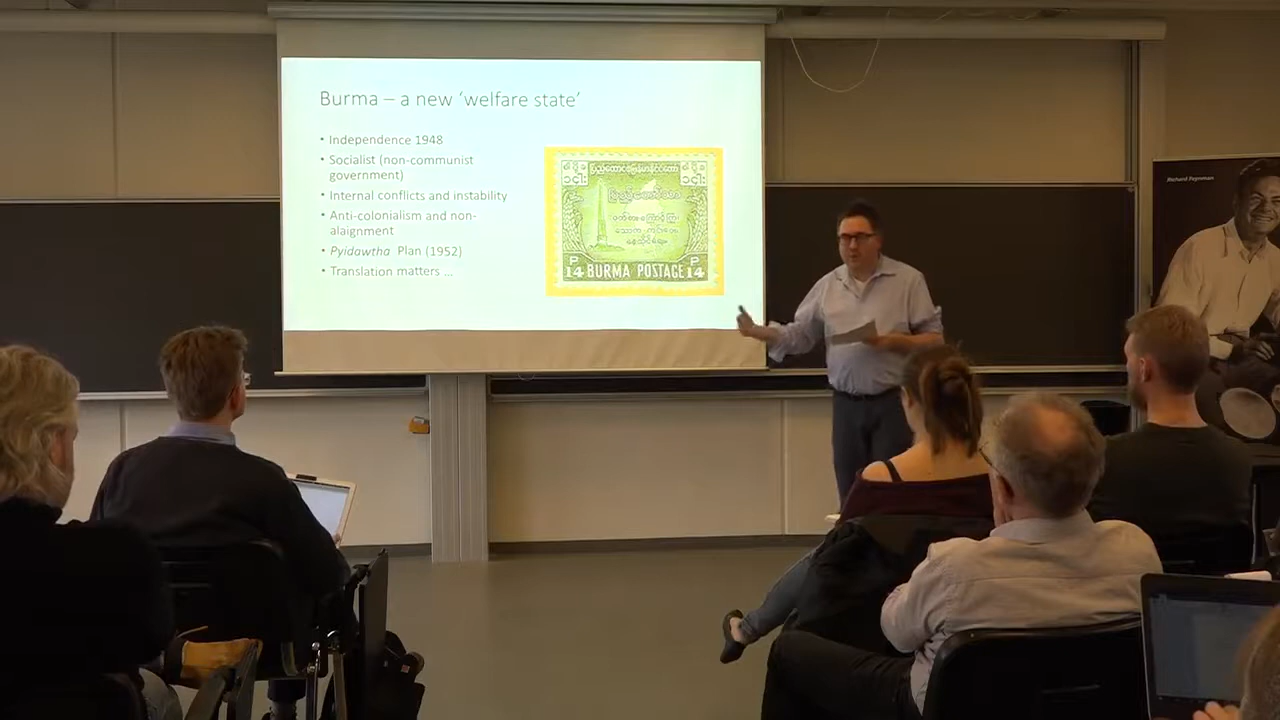 Burma – a new ‘welfare state’
• Independence 1948
• Socialist (non-communist
government)
• Internal conflicts and instability
• Anti-colonialism and non-
alaignment
• Pyidawtha Plan (1952)
• Translation matters …
P
14 BURMA POSTAGE
P
14
Richard Feynman